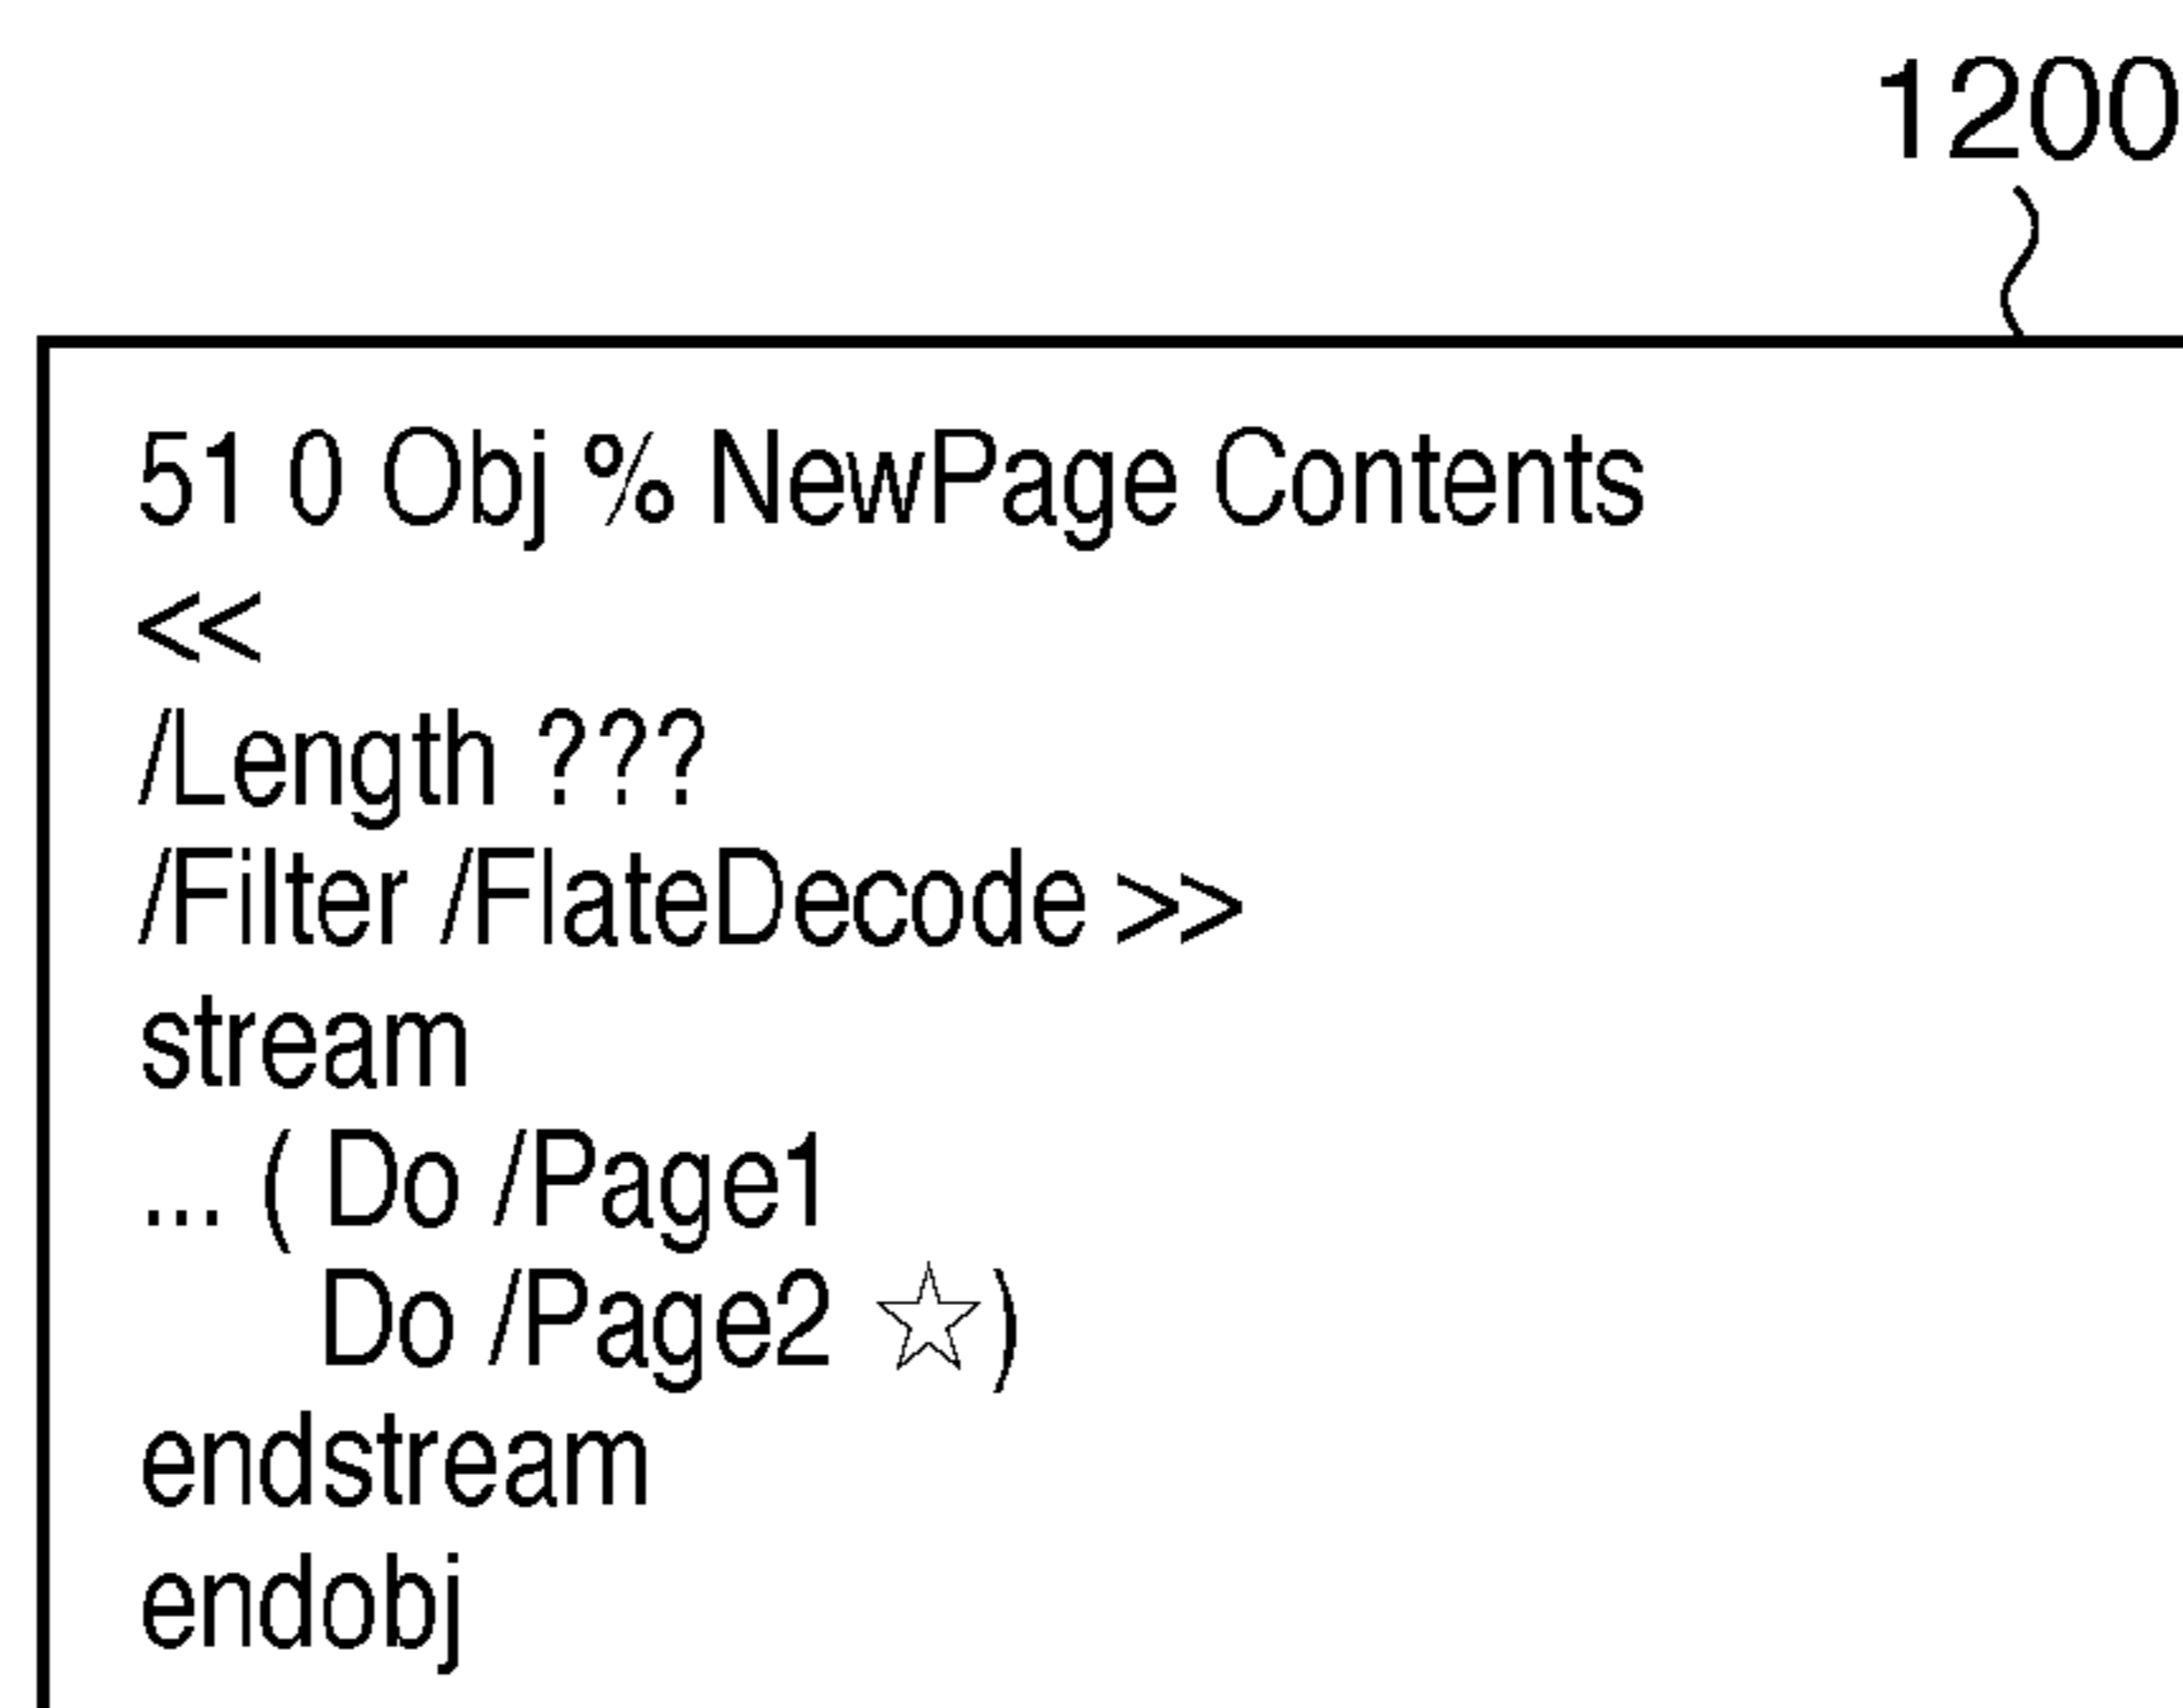 1200
51 0 Obj % NewPage Contents
<<
/Length ???
/Filter /FlateDecode >>
stream
... ( Do /Page1
Do /Page2 ☆)
endstream
endobj